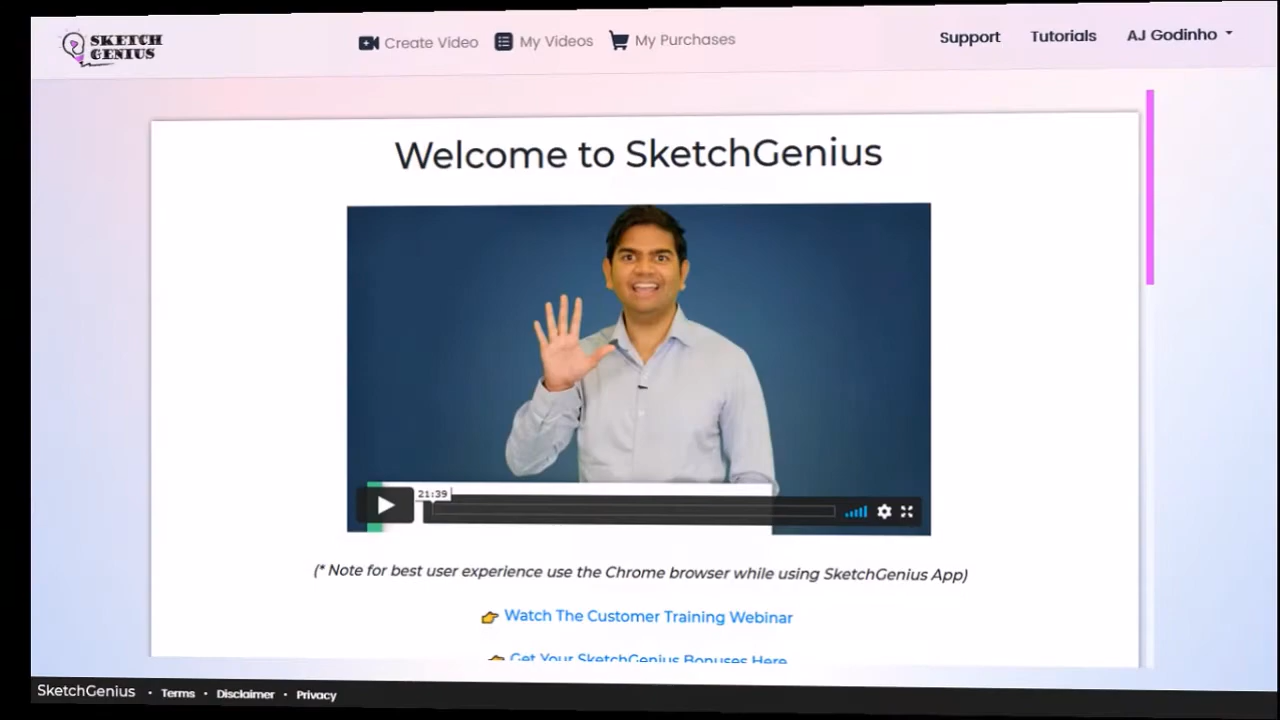 SKETCH
GENIUS
Create Video My Videos My Purchases
Support Tutorials AJ Godinho
Welcome to SketchGenius
21:39
(* Note for best user experience use the Chrome browser while using SketchGenius App)
Watch The Customer Training Webinar
Get Your SketchGenius Bonuses Here
SketchGenius • Terms • Disclaimer • Privacy